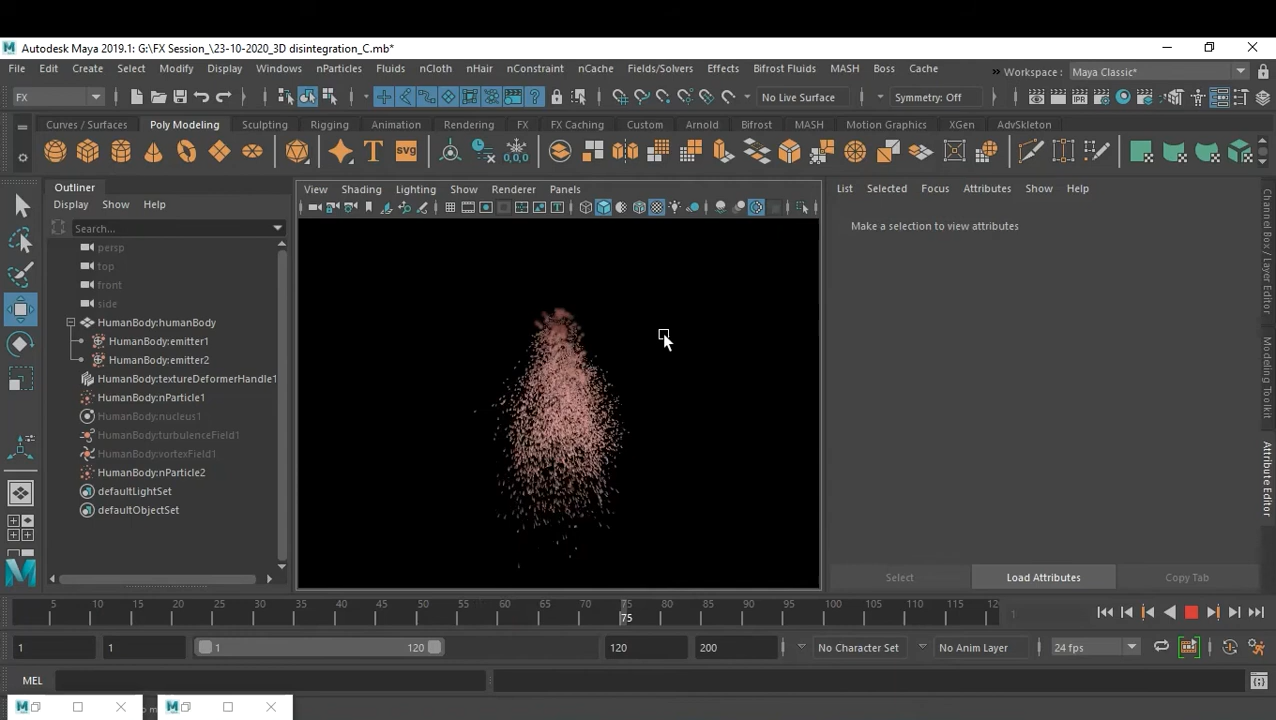 Autodesk Maya 2019.1: G:\FX Session_\23-10-2020_3D disintegration_C.mb*
File Edit Create Select Modify Display Windows nParticles Fluids nCloth nHair nConstraint nCache Fields/Solvers Effects Bifrost Fluids MASH Boss Cache » Workspace: Maya Classic*
FX No Live Surface Symmetry: Off
Curves / Surfaces Poly Modeling Sculpting Rigging Animation Rendering FX FX Caching Custom Arnold Bifrost MASH Motion Graphics XGen AdvSkeleton
T svg 0,0,0
Outliner
Display Show Help
Search...
persp
top
front
side
HumanBody:humanBody
HumanBody:emitter1
HumanBody:emitter2
HumanBody:textureDeformerHandle1
HumanBody:nParticle1
HumanBody:nucleus1
HumanBody:turbulenceField1
HumanBody:vortexField1
HumanBody:nParticle2
defaultLightSet
defaultObjectSet
View Shading Lighting Show Renderer Panels
List Selected Focus Attributes Show Help
Make a selection to view attributes
Select Load Attributes Copy Tab
Channel Box / Layer Editor
Modeling Toolkit
Attribute Editor
5 10 15 20 25 30 35 40 45 50 55 60 65 70 75 80 85 90 95 100 105 110 115 12
75
1
1 1 1 120 120 200 No Character Set No Anim Layer 24 fps
MEL